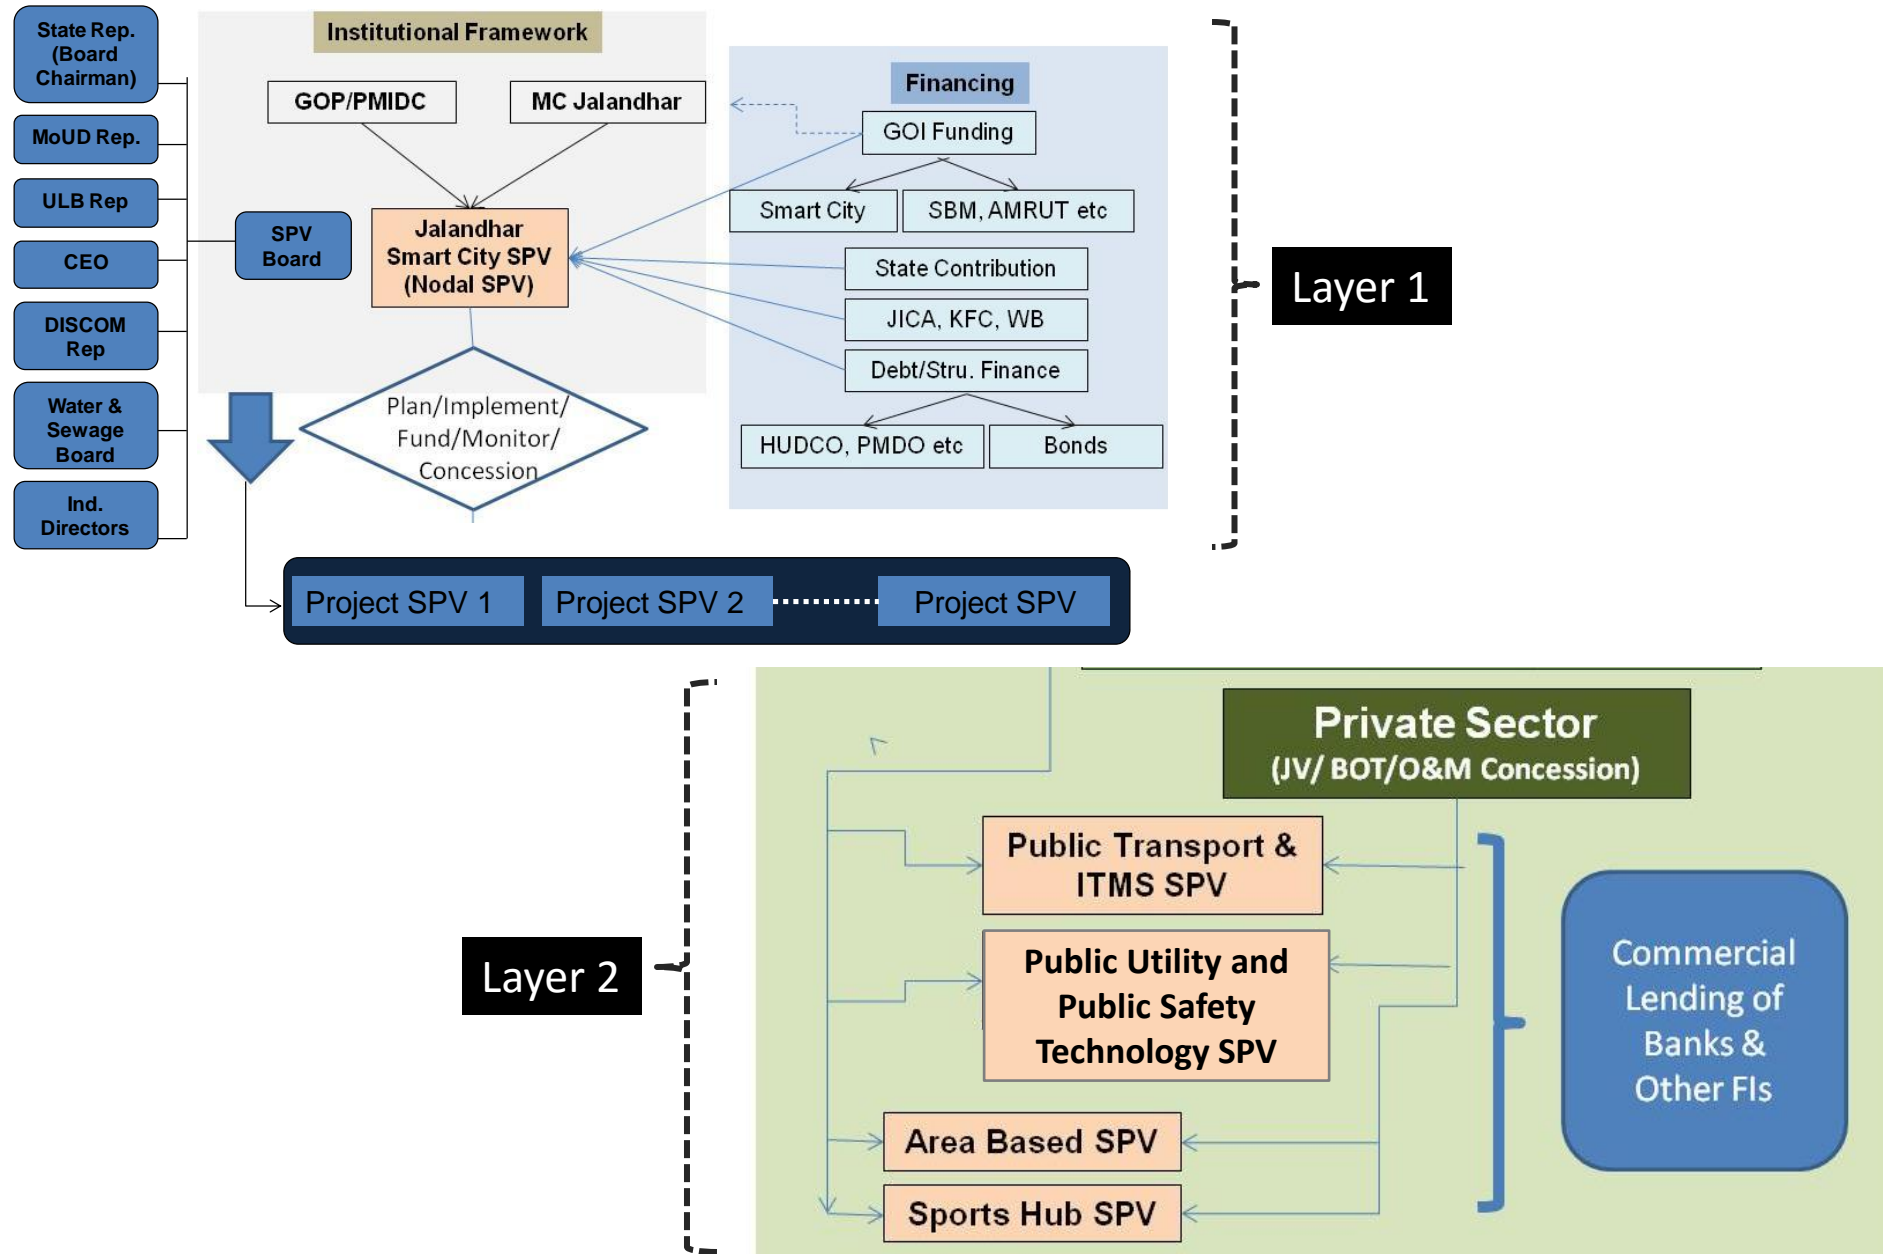 State Rep.
(Board
Chairman)
MoUD Rep.
ULB Rep
CEO
DISCOM
Rep
Water &
Sewage
Board
Ind.
Directors
SPV
Board
Institutional Framework
GOP/PMIDC
MC Jalandhar
Jalandhar
Smart City SPV
(Nodal SPV)
Plan/Implement/
Fund/Monitor/
Concession
Financing
GOI Funding
Smart City
SBM, AMRUT etc
State Contribution
JICA, KFC, WB
Debt/Stru. Finance
HUDCO, PMDO etc
Bonds
Layer 1
Project SPV 1
Project SPV 2
Project SPV
Layer 2
Private Sector
(JV/ BOT/O&M Concession)
Public Transport &
ITMS SPV
Public Utility and
Public Safety
Technology SPV
Area Based SPV
Sports Hub SPV
Commercial
Lending of
Banks &
Other FIs